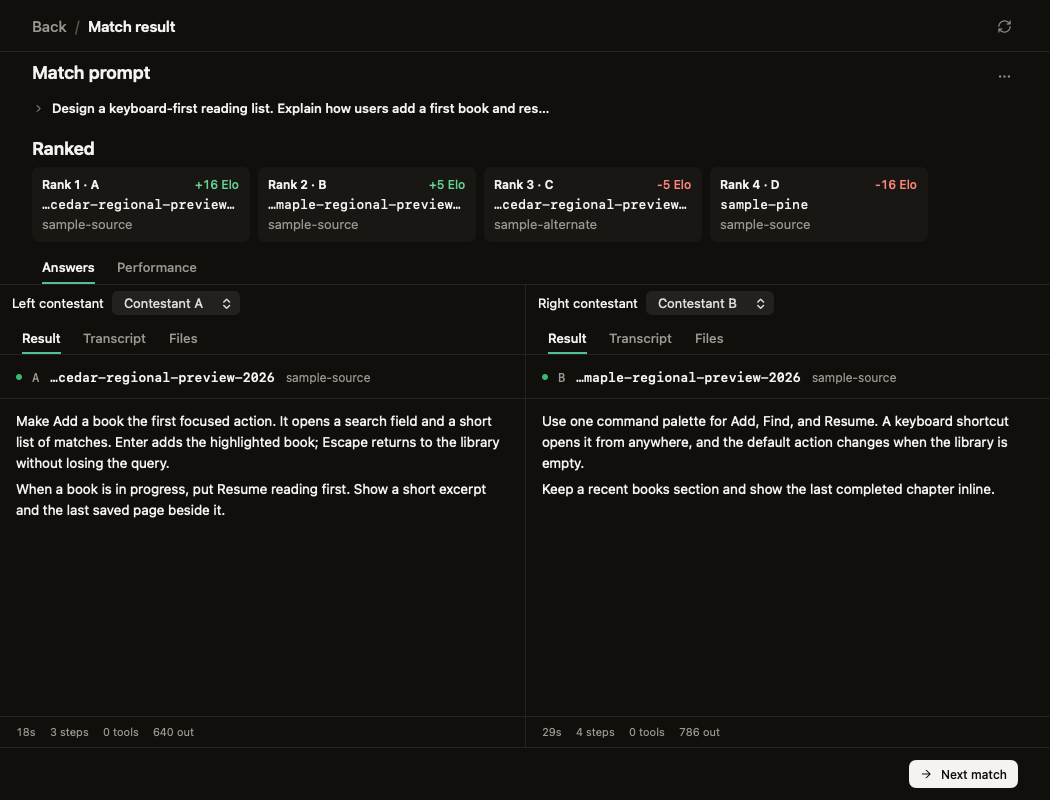 Back / Match result
Match prompt
...
Design a keyboard-first reading list. Explain how users add a first book and res...
Ranked
Rank 1 · A +16 Elo
…cedar-regional-preview…
sample-source
Rank 2 · B +5 Elo
…maple-regional-preview…
sample-source
Rank 3 · C -5 Elo
…cedar-regional-preview…
sample-alternate
Rank 4 · D -16 Elo
sample-pine
sample-source
Answers Performance
Left contestant Contestant A
Result Transcript Files
A …cedar-regional-preview-2026 sample-source
Make Add a book the first focused action. It opens a search field and a short
list of matches. Enter adds the highlighted book; Escape returns to the library
without losing the query.
When a book is in progress, put Resume reading first. Show a short excerpt
and the last saved page beside it.
18s 3 steps 0 tools 640 out
Right contestant Contestant B
Result Transcript Files
B …maple-regional-preview-2026 sample-source
Use one command palette for Add, Find, and Resume. A keyboard shortcut
opens it from anywhere, and the default action changes when the library is
empty.
Keep a recent books section and show the last completed chapter inline.
29s 4 steps 0 tools 786 out
Next match